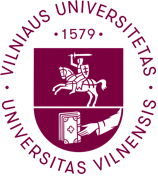 VILNIAUS UNIVERSITETAS
• 1579 •
UNIVERSITAS VILNENSIS